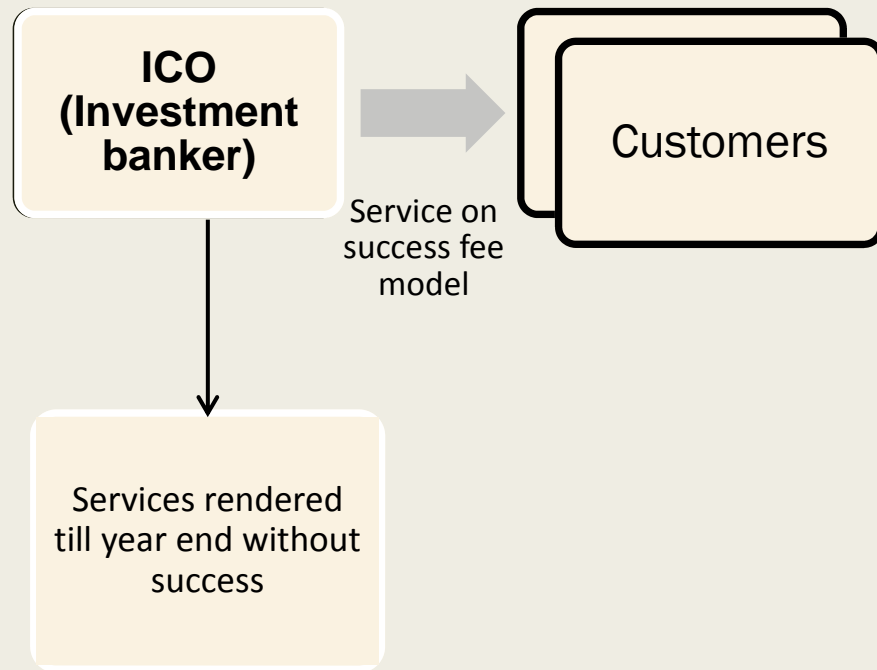 ICO
(Investment
banker)
Customers
Service on
success fee
model
Services rendered
till year end without
success